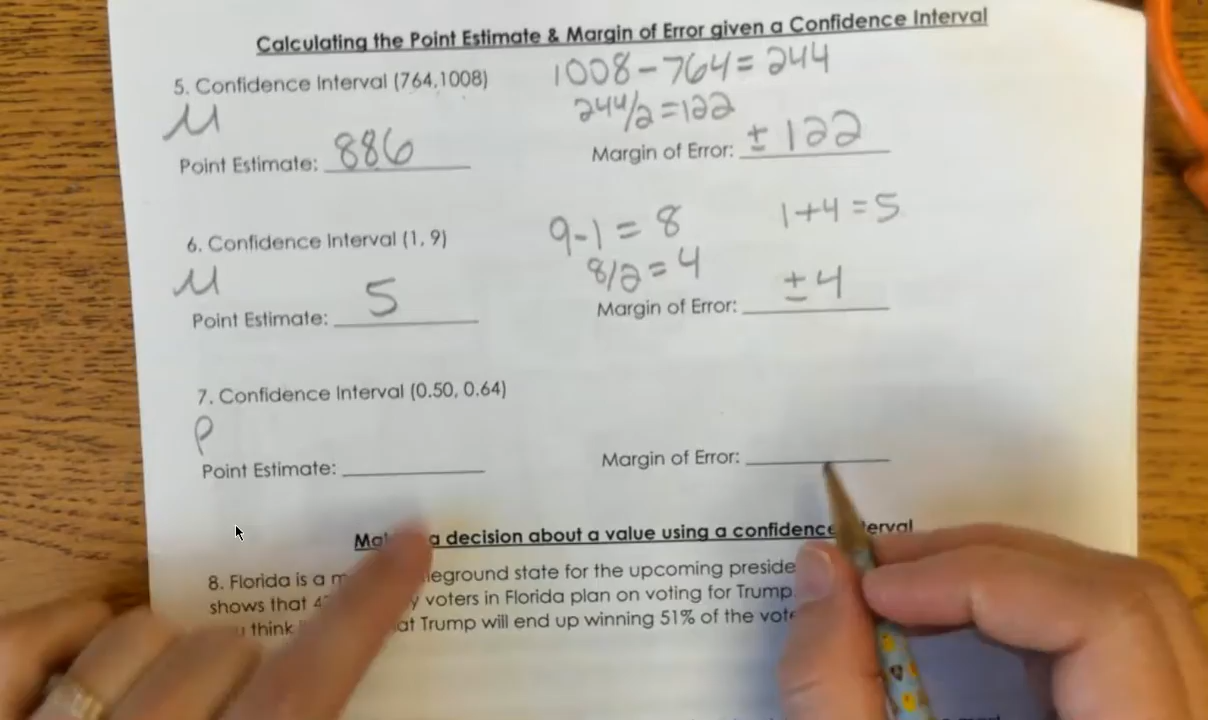 Calculating the Point Estimate & Margin of Error given a Confidence Interval
5. Confidence Interval (764,1008)
1008-764=244
244/2=122
μ
Point Estimate: 886
Margin of Error: ±122
6. Confidence Interval (1, 9)
9-1=8
1+4=5
8/2=4
μ
Point Estimate: 5
Margin of Error: ±4
7. Confidence Interval (0.50, 0.64)
P
Point Estimate:
Margin of Error:
a decision about a value using a confidence
8. Florida is a ground state for the upcoming
shows that voters in Florida plan on voting for Trump
think Trump will end up winning 51% of the